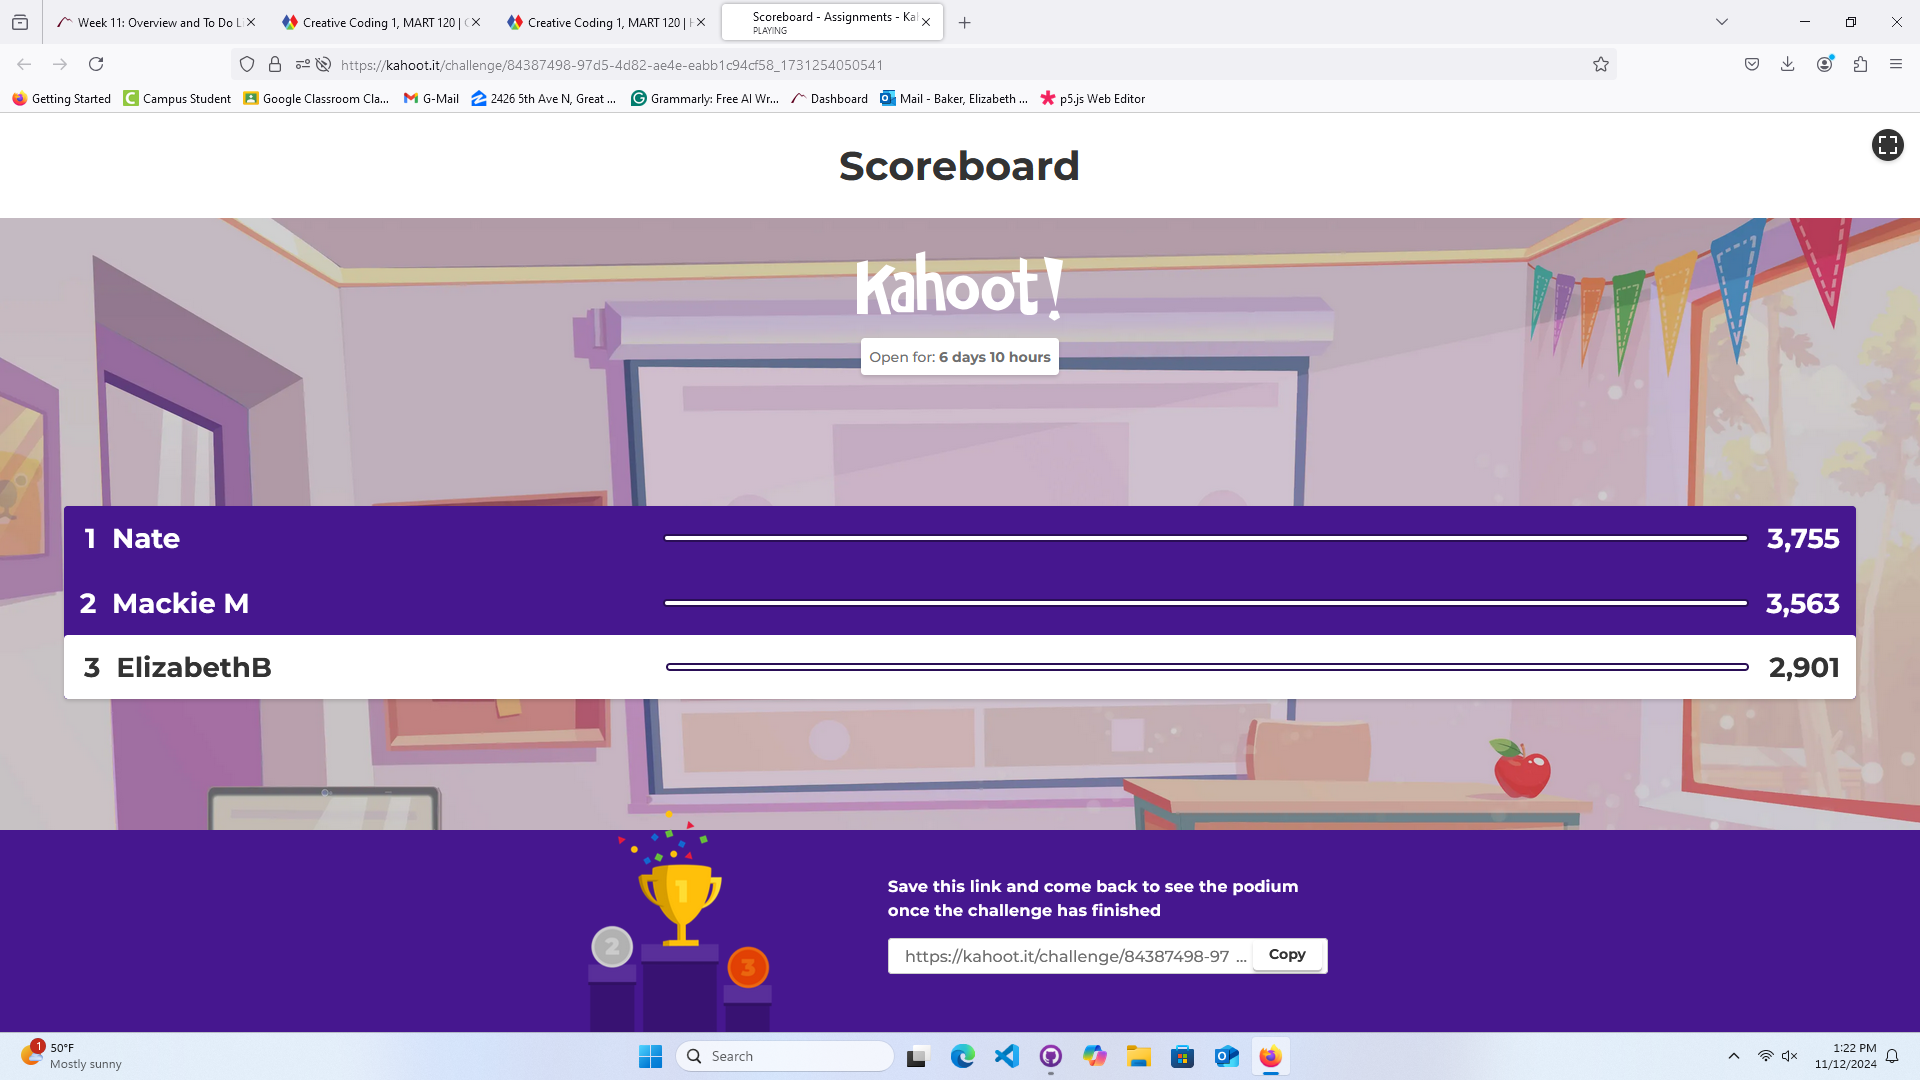 Week 11: Overview and To Do Li
Creative Coding 1, MART 120 | C
Creative Coding 1, MART 120 | H
Scoreboard - Assignments - Kah
PLAYING
https://kahoot.it/challenge/84387498-97d5-4d82-ae4e-eabb1c94cf58_1731254050541
Getting Started
Campus Student
Google Classroom Cla...
G-Mail
2426 5th Ave N, Great ...
Grammarly: Free AI Wr...
Dashboard
Mail - Baker, Elizabeth ...
p5.js Web Editor
Scoreboard
Kahoot!
Open for: 6 days 10 hours
1 Nate 3,755
2 Mackie M 3,563
3 ElizabethB 2,901
1
2
3
Save this link and come back to see the podium
once the challenge has finished
https://kahoot.it/challenge/84387498-97 ... Copy
1
50°F
Mostly sunny
Search
1:22 PM
11/12/2024